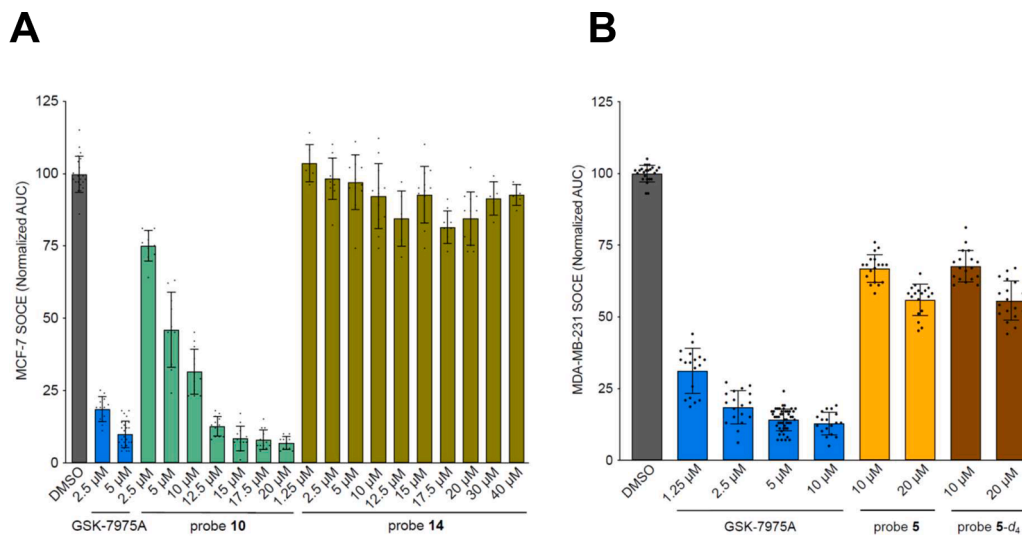 A
B
MCF-7 SOCE (Normalized AUC)
125
100
75
50
25
0
DMSO
2.5 µM
5 µM
2.5 µM
5 µM
10 µM
12.5 µM
15 µM
17.5 µM
20 µM
1.25 µM
2.5 µM
5 µM
10 µM
12.5 µM
15 µM
17.5 µM
20 µM
30 µM
40 µM
GSK-7975A
probe 10
probe 14
MDA-MB-231 SOCE (Normalized AUC)
125
100
75
50
25
0
DMSO
1.25 µM
2.5 µM
5 µM
10 µM
10 µM
20 µM
10 µM
20 µM
GSK-7975A
probe 5
probe 5-d4